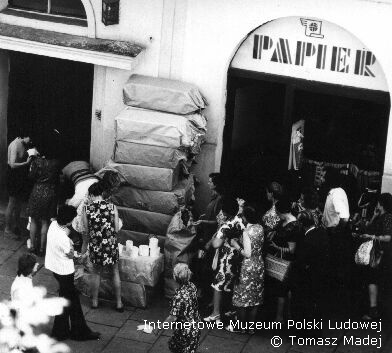 PAPIER
Internetowe Muzeum Polski Ludowej
© Tomasz Madej